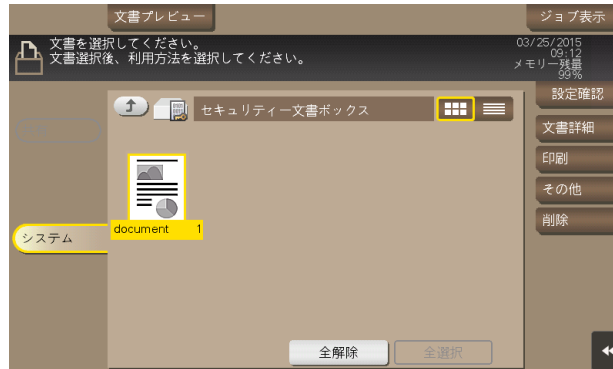 文書プレビュー
ジョブ表示
文書を選択してください。
文書選択後、利用方法を選択してください。
03/25/2015
09:12
メモリー残量
99%
設定確認
セキュリティー文書ボックス
文書詳細
印刷
その他
削除
システム
document 1
全解除
全選択